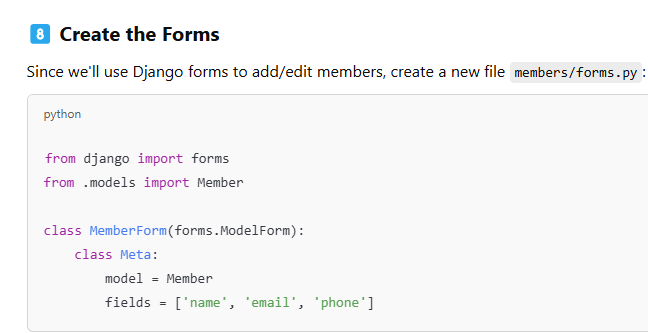 8 Create the Forms
Since we'll use Django forms to add/edit members, create a new file members/forms.py:
python
from django import forms
from .models import Member
class MemberForm(forms.ModelForm):
    class Meta:
        model = Member
        fields = ['name', 'email', 'phone']